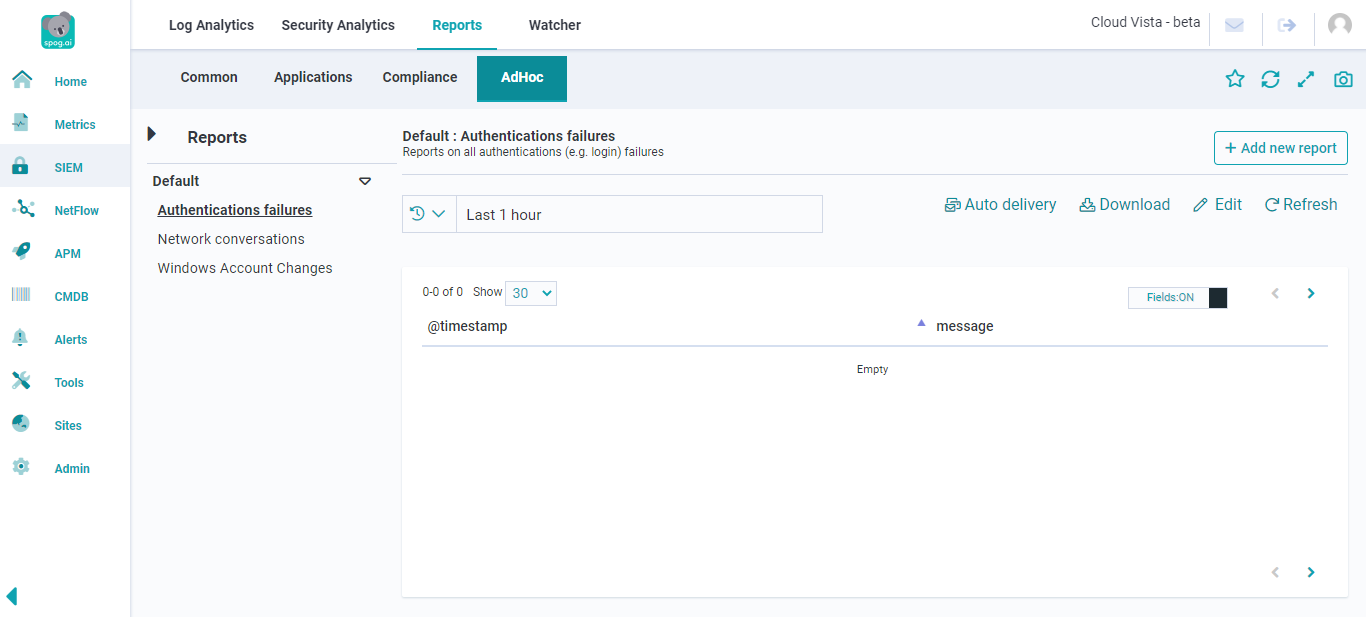 spog.ai
Log Analytics Security Analytics Reports Watcher
Cloud Vista - beta
Home
Metrics
SIEM
NetFlow
APM
CMDB
Alerts
Tools
Sites
Admin
Common Applications Compliance AdHoc
Reports
Default
Authentications failures
Network conversations
Windows Account Changes
Default : Authentications failures
Reports on all authentications (e.g. login) failures
+ Add new report
Last 1 hour
Auto delivery Download Edit Refresh
0-0 of 0 Show 30
Fields:ON
@timestamp message
Empty